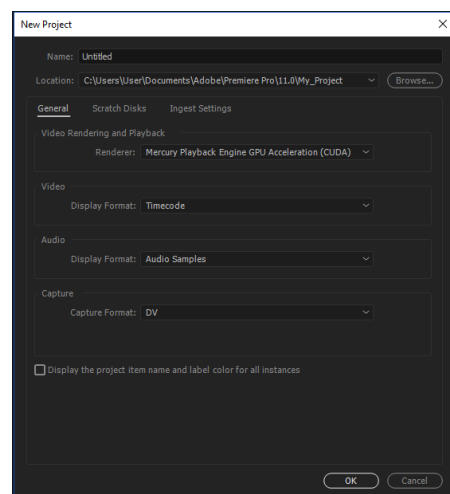 New Project
Name: Untitled
Location: C:\Users\User\Documents\Adobe\Premiere Pro\11.0\My_Project Browse...
General Scratch Disks Ingest Settings
Video Rendering and Playback
Renderer: Mercury Playback Engine GPU Acceleration (CUDA)
Video
Display Format: Timecode
Audio
Display Format: Audio Samples
Capture
Capture Format: DV
Display the project item name and label color for all instances
OK Cancel